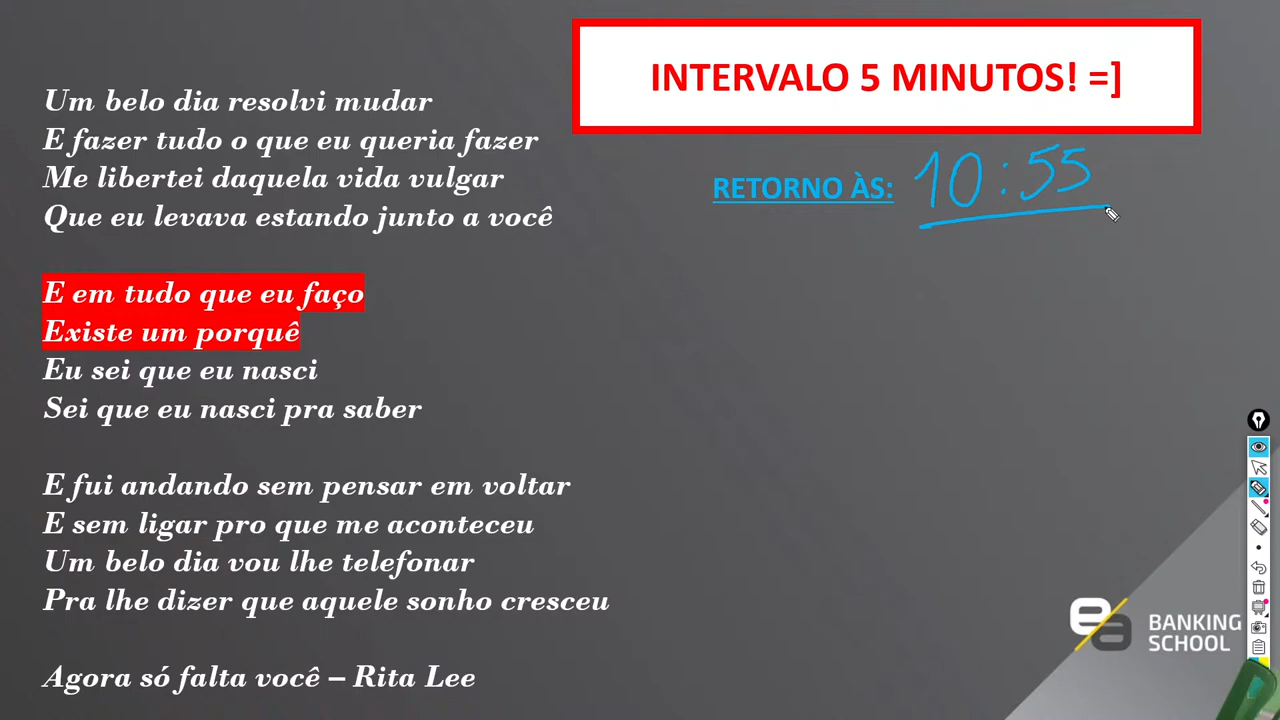 Um belo dia resolvi mudar
E fazer tudo o que eu queria fazer
Me libertei daquela vida vulgar
Que eu levava estando junto a você
E em tudo que eu faço
Existe um porquê
Eu sei que eu nasci
Sei que eu nasci pra saber
E fui andando sem pensar em voltar
E sem ligar pro que me aconteceu
Um belo dia vou lhe telefonar
Pra lhe dizer que aquele sonho cresceu
Agora só falta você – Rita Lee
INTERVALO 5 MINUTOS! =]
RETORNO ÀS: 10:55
BANKING
SCHOOL